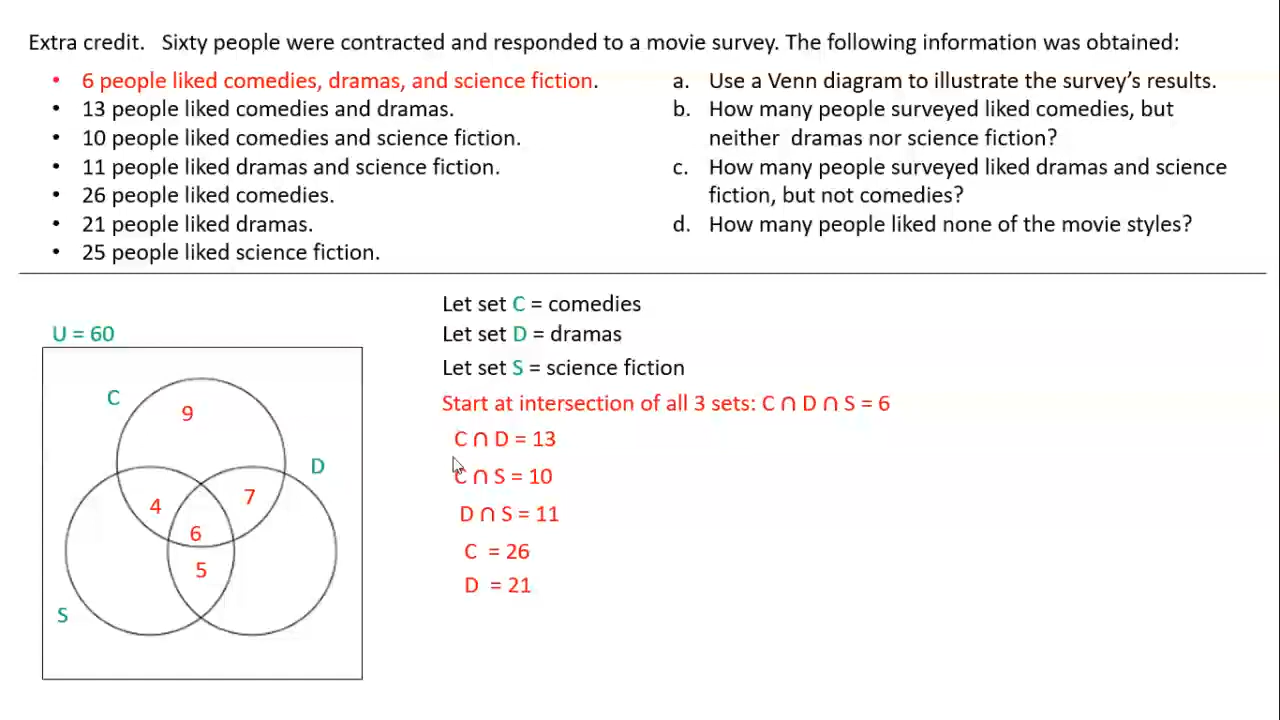 Extra credit. Sixty people were contracted and responded to a movie survey. The following information was obtained:
• 6 people liked comedies, dramas, and science fiction.
• 13 people liked comedies and dramas.
• 10 people liked comedies and science fiction.
• 11 people liked dramas and science fiction.
• 26 people liked comedies.
• 21 people liked dramas.
• 25 people liked science fiction.
a. Use a Venn diagram to illustrate the survey’s results.
b. How many people surveyed liked comedies, but
neither dramas nor science fiction?
c. How many people surveyed liked dramas and science
fiction, but not comedies?
d. How many people liked none of the movie styles?
U = 60
C
9
D
4
7
6
5
S
Let set C = comedies
Let set D = dramas
Let set S = science fiction
Start at intersection of all 3 sets: C ∩ D ∩ S = 6
C ∩ D = 13
C ∩ S = 10
D ∩ S = 11
C = 26
D = 21